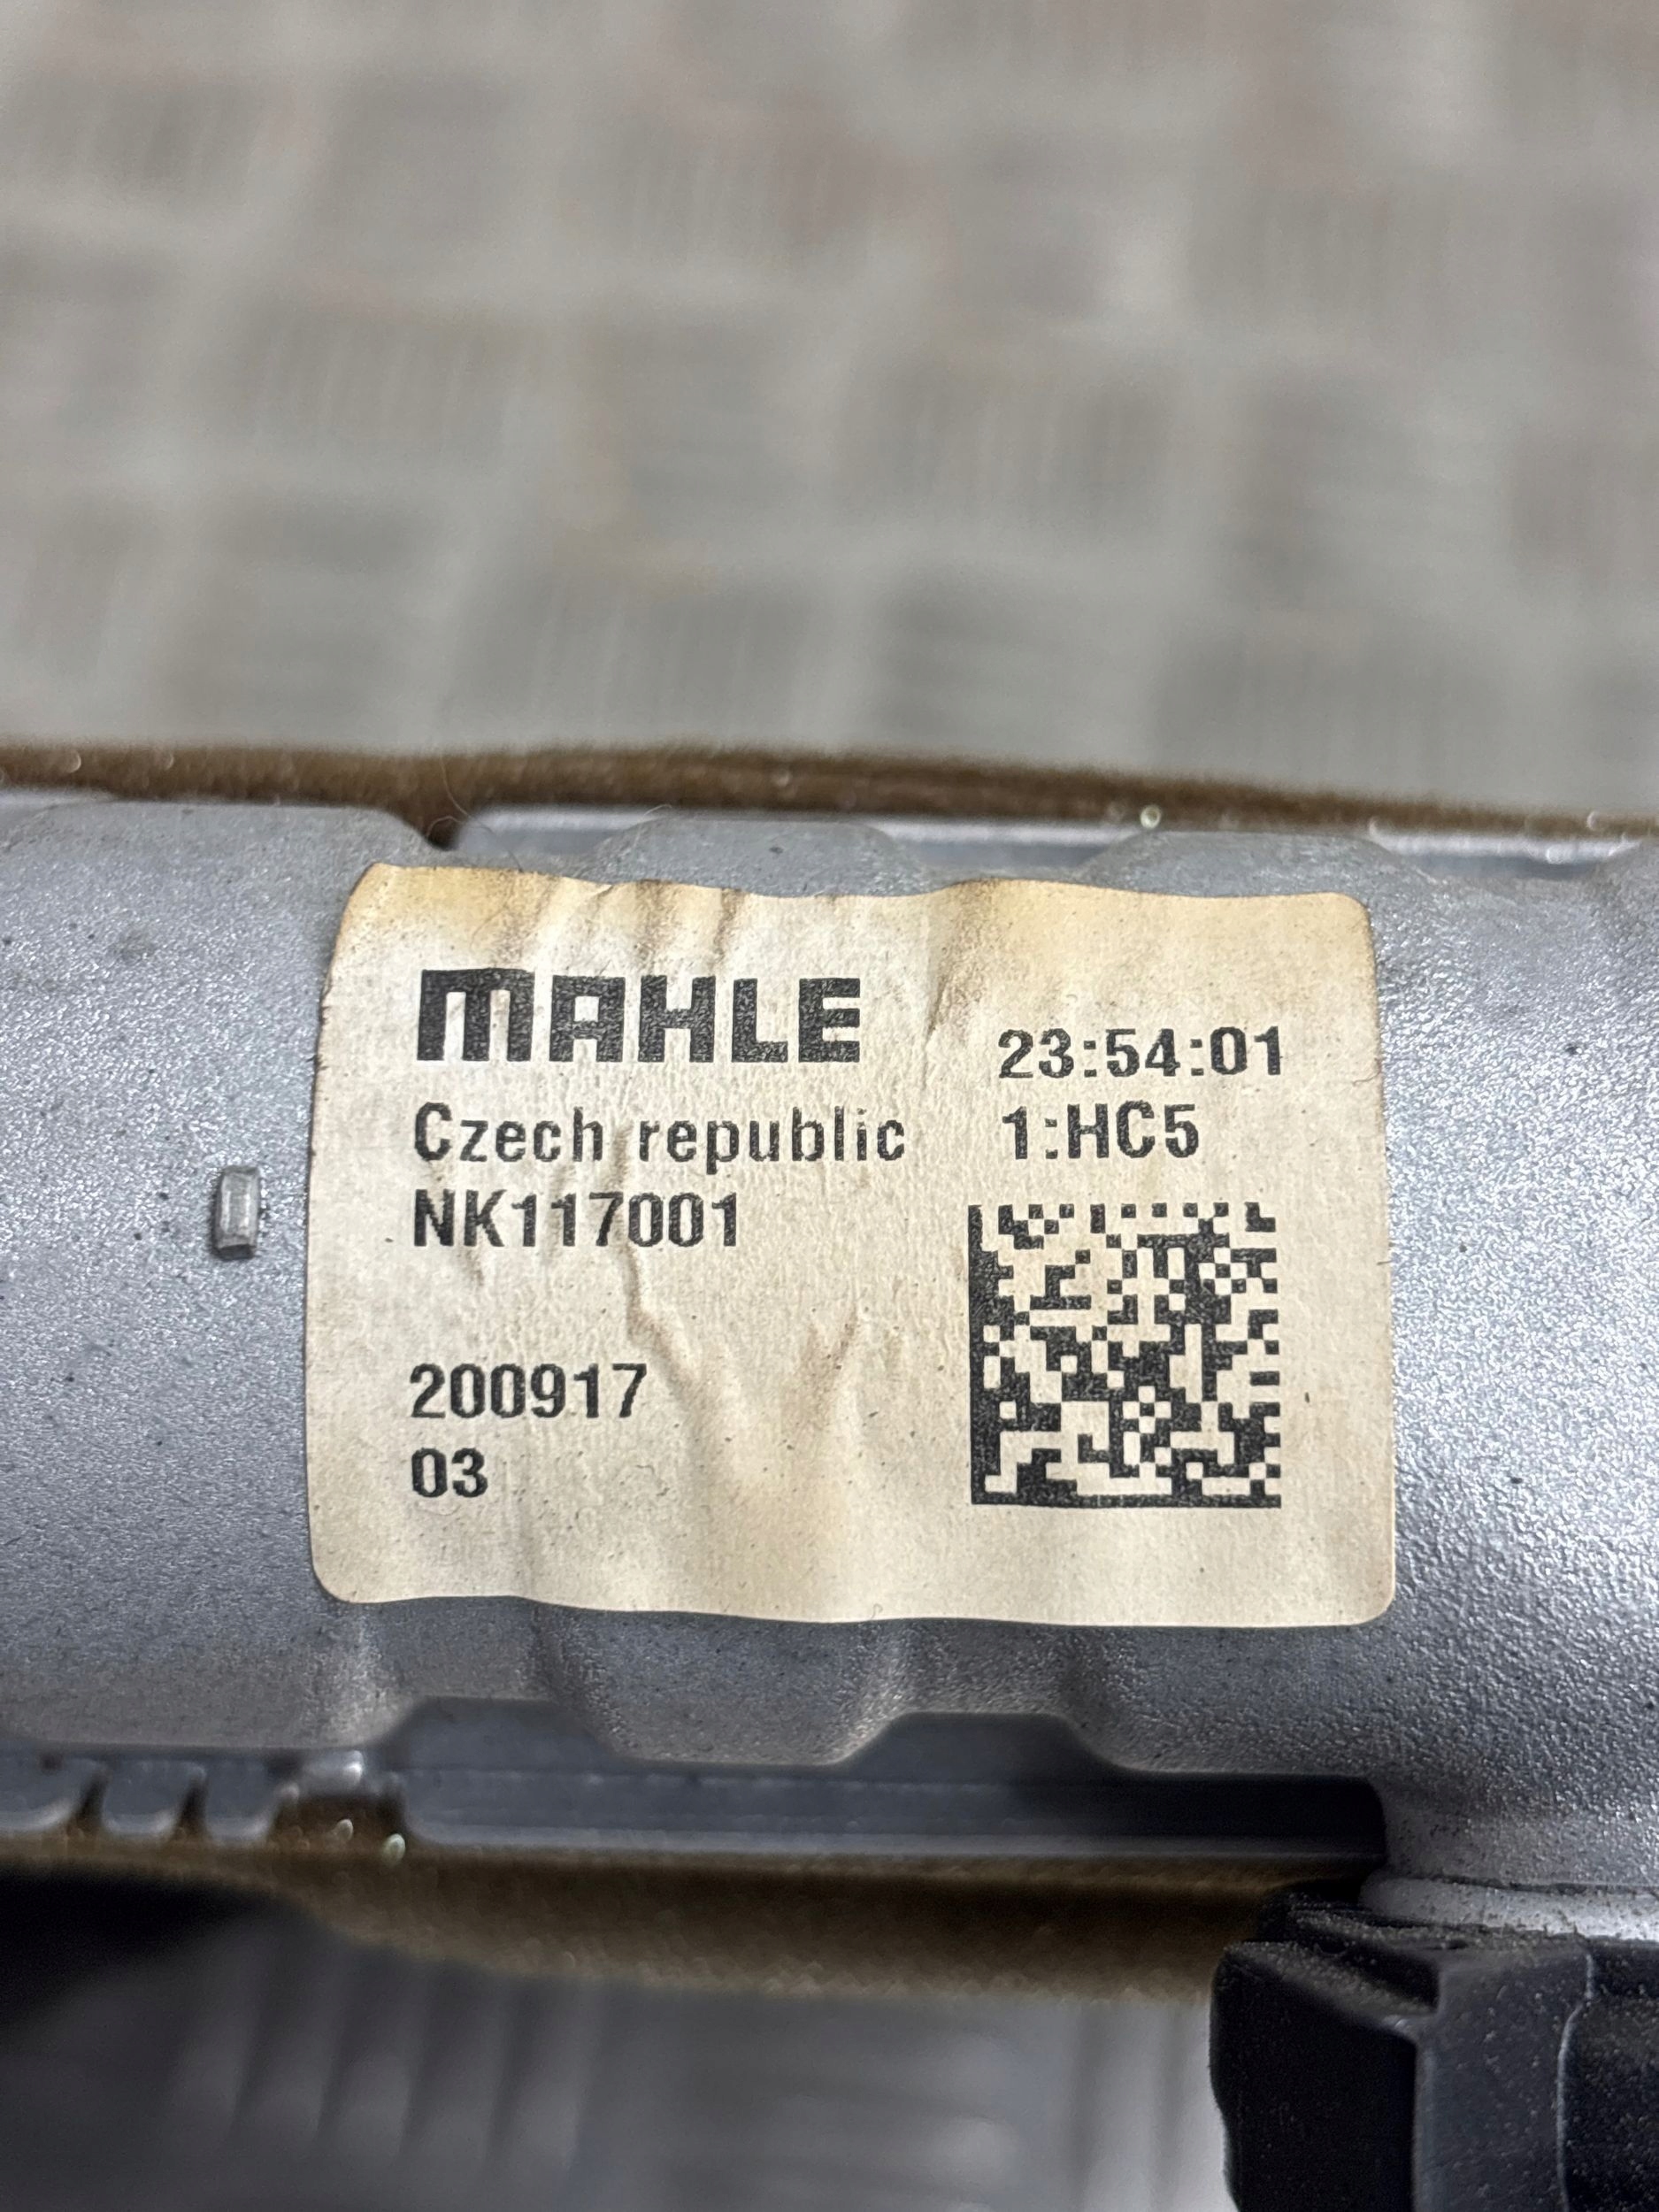 MAHLE
Czech republic
NK117001
200917
03
23:54:01
1:HC5